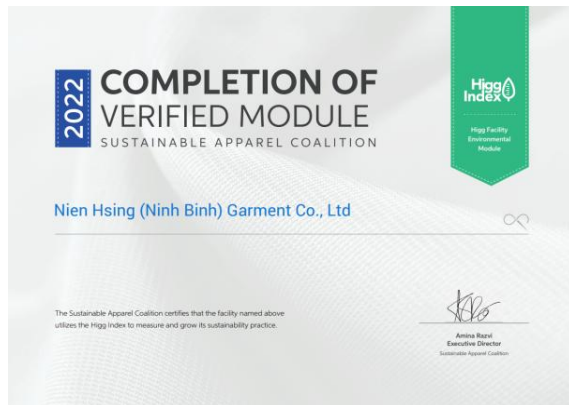 2022
COMPLETION OF
VERIFIED MODULE
SUSTAINABLE APPAREL COALITION
Higg
Index
Higg Facility
Environmental
Module
Nien Hsing (Ninh Binh) Garment Co., Ltd
The Sustainable Apparel Coalition certifies that the facility named above
utilizes the Higg Index to measure and grow its sustainability practice.
Amina Razvi
Executive Director
Sustainable Apparel Coalition